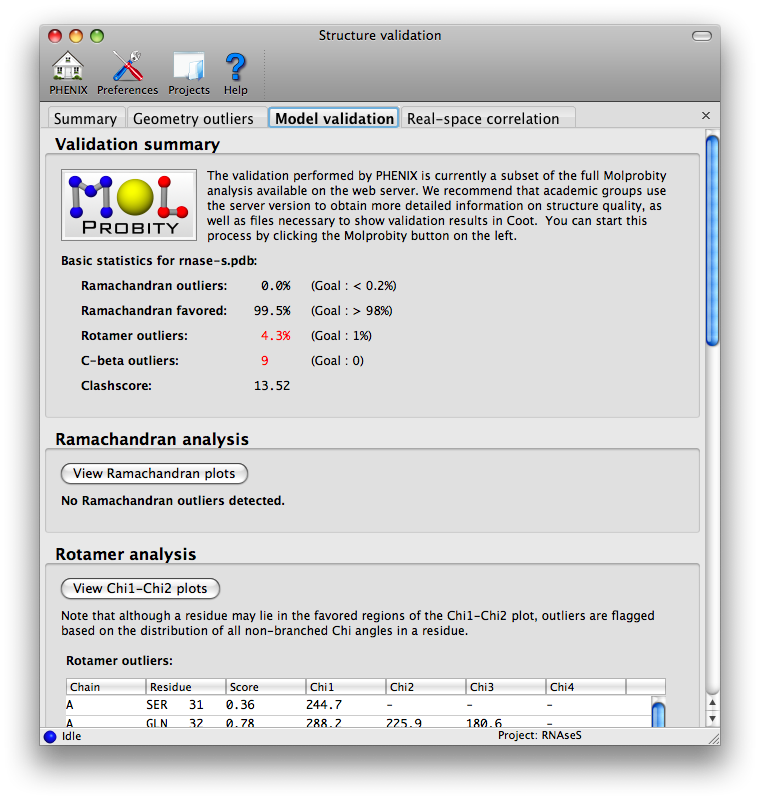 Structure validation
PHENIX Preferences Projects Help
Summary Geometry outliers Model validation Real-space correlation ×
Validation summary
MOL
PROBITY
The validation performed by PHENIX is currently a subset of the full Molprobity
analysis available on the web server. We recommend that academic groups use
the server version to obtain more detailed information on structure quality, as
well as files necessary to show validation results in Coot.  You can start this
process by clicking the Molprobity button on the left.
Basic statistics for rnase-s.pdb:
Ramachandran outliers: 0.0% (Goal : < 0.2%)
Ramachandran favored: 99.5% (Goal : > 98%)
Rotamer outliers: 4.3% (Goal : 1%)
C-beta outliers: 9 (Goal : 0)
Clashscore: 13.52
Ramachandran analysis
View Ramachandran plots
No Ramachandran outliers detected.
Rotamer analysis
View Chi1-Chi2 plots
Note that although a residue may lie in the favored regions of the Chi1-Chi2 plot, outliers are flagged
based on the distribution of all non-branched Chi angles in a residue.
Rotamer outliers:
Chain Residue Score Chi1 Chi2 Chi3 Chi4
A SER 31 0.36 244.7 - - -
A GLN 32 0.78 288.2 225.9 180.6 -
Idle Project: RNAseS